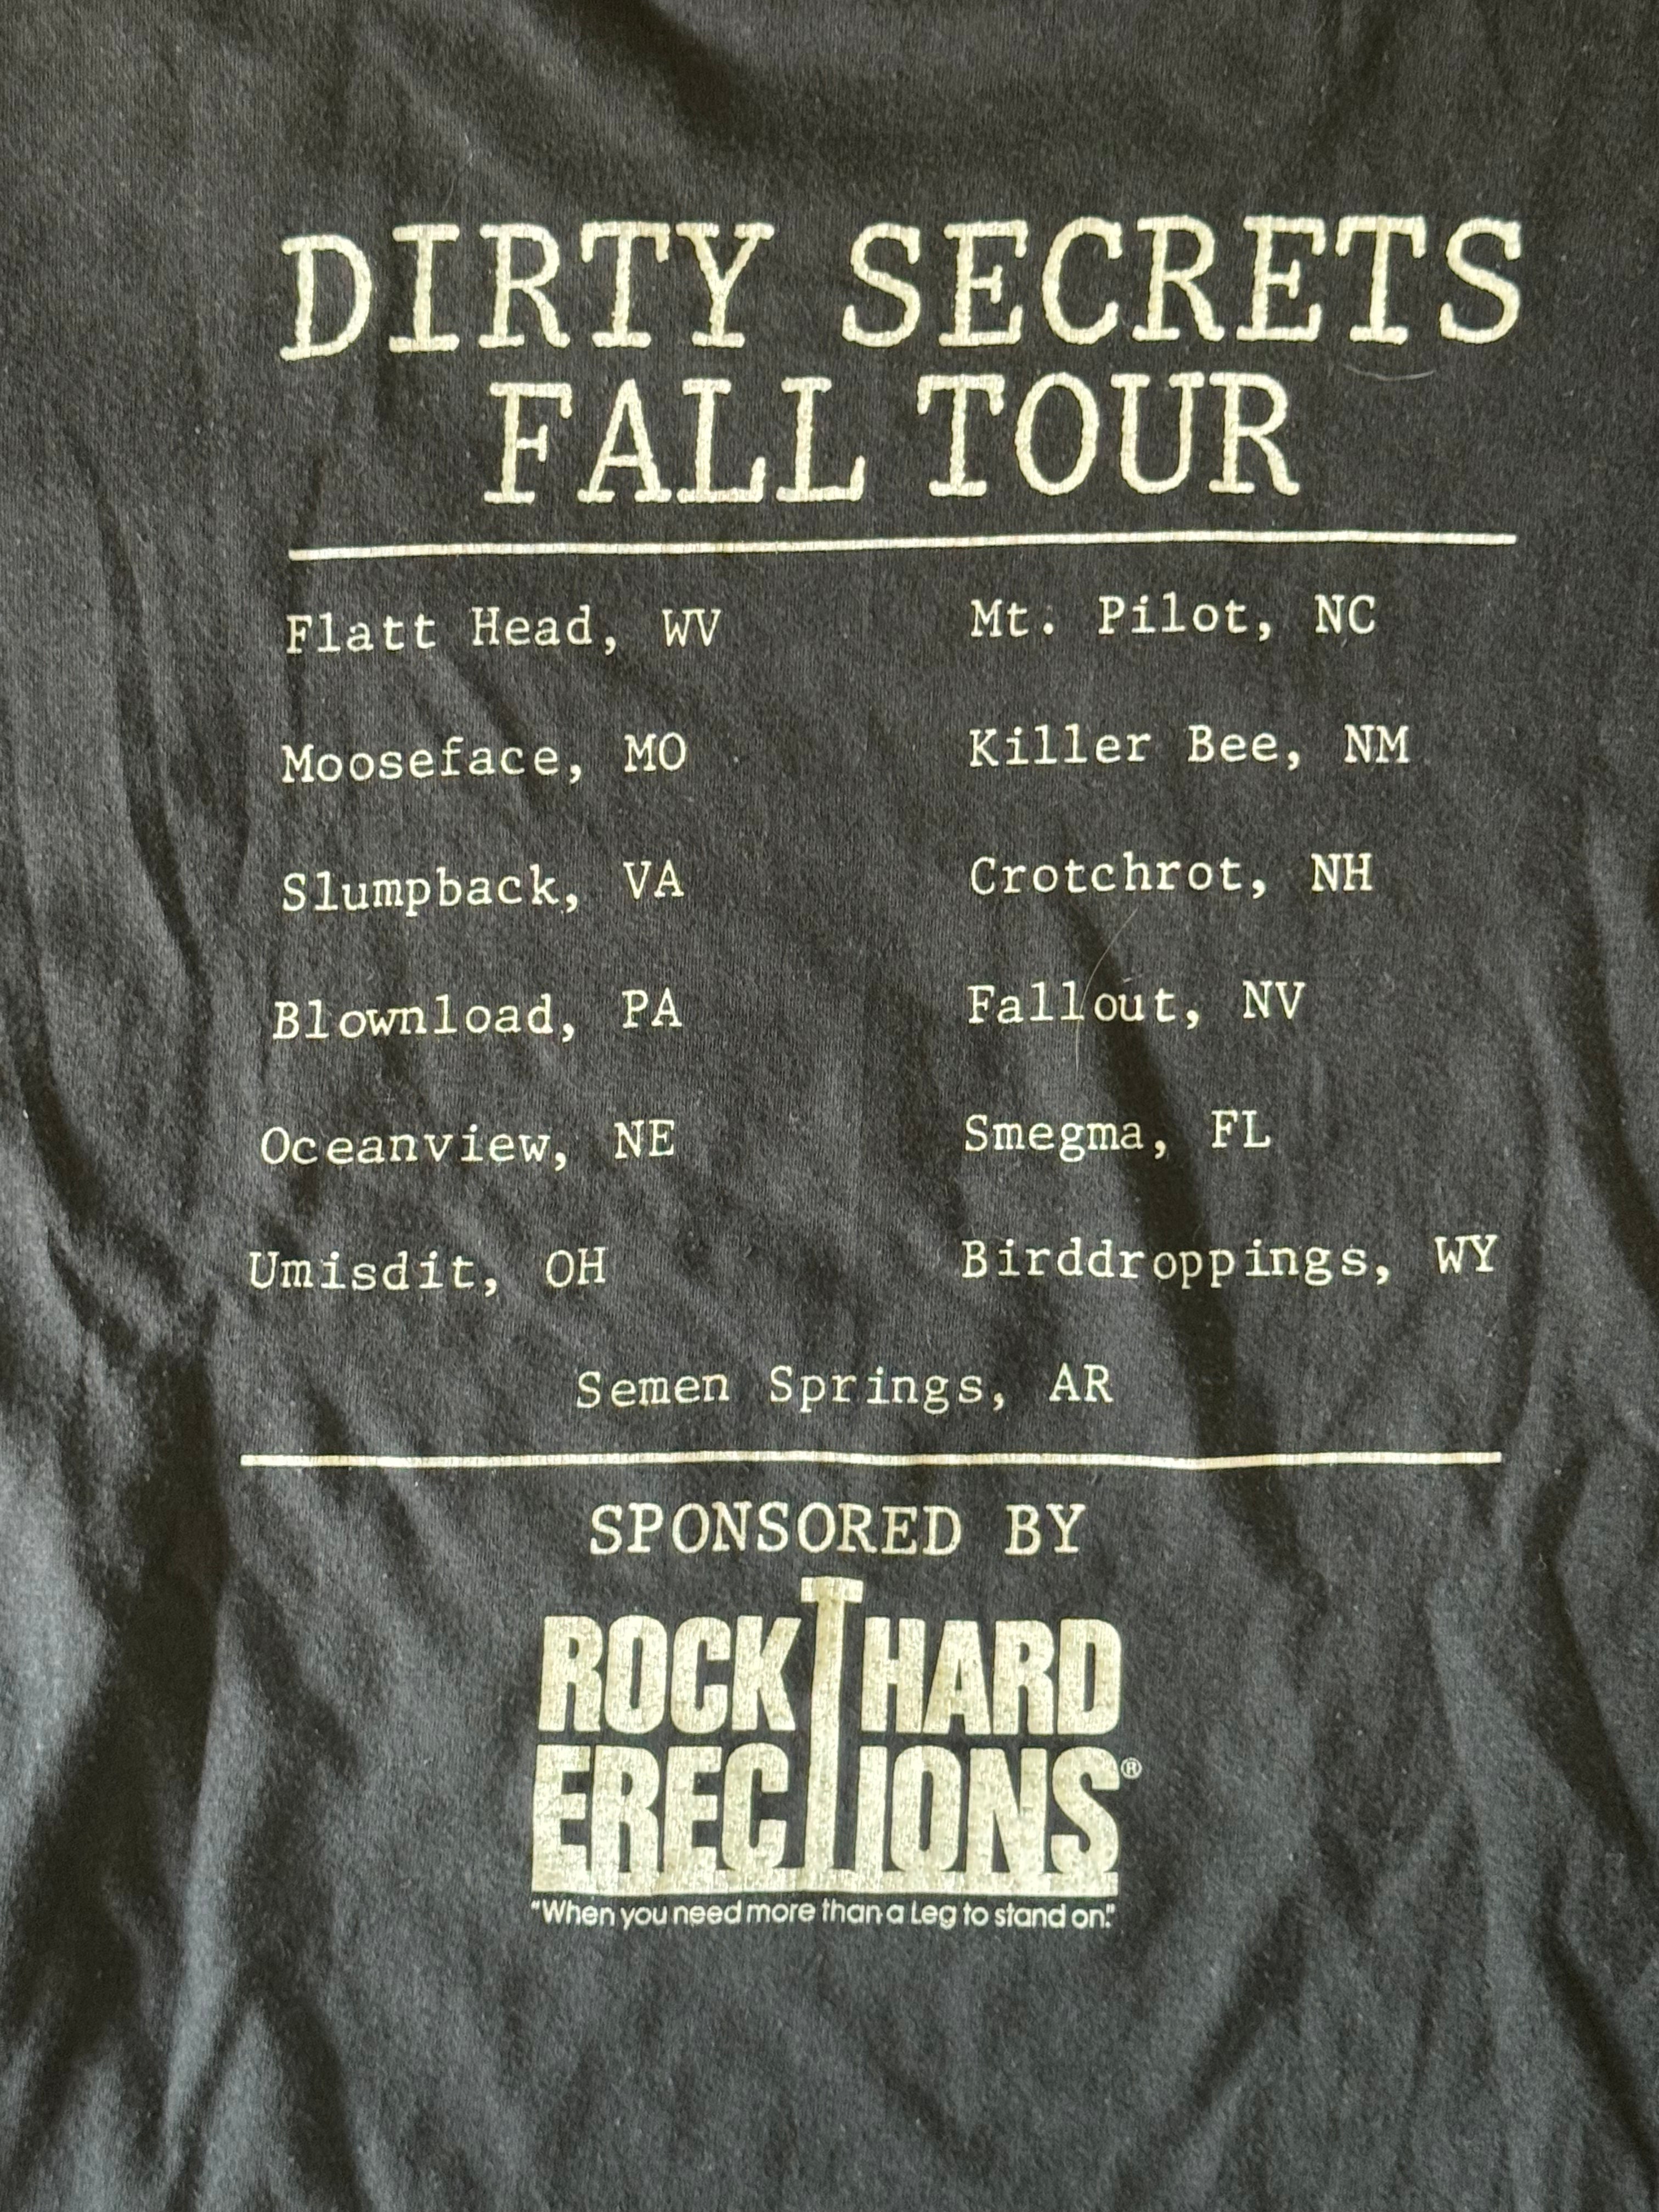 DIRTY SECRETS
FALL TOUR
Flatt Head, WV
Mt. Pilot, NC
Mooseface, MO
Killer Bee, NM
Slumpback, VA
Crotchrot, NH
Blownload, PA
Fallout, NV
Oceanview, NE
Smegma, FL
Umisdit, OH
Birddroppings, WY
Semen Springs, AR
SPONSORED BY
ROCK HARD
ERECTIONS®
"When you need more than a Leg to stand on."